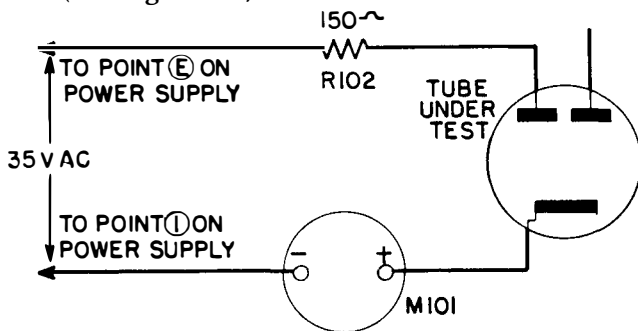 150~
R102
TO POINT Ⓔ ON
POWER SUPPLY
TUBE
UNDER
TEST
35 V AC
TO POINT Ⓘ ON
POWER SUPPLY
- +
M101